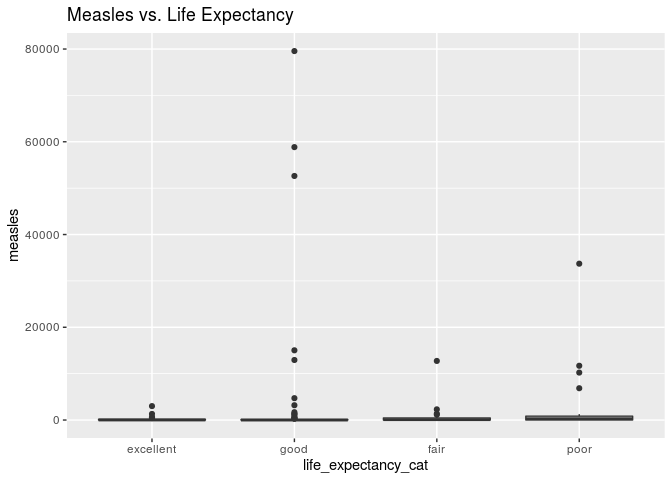 Measles vs. Life Expectancy
80000
60000
40000
20000
0
measles
excellent good fair poor
life_expectancy_cat